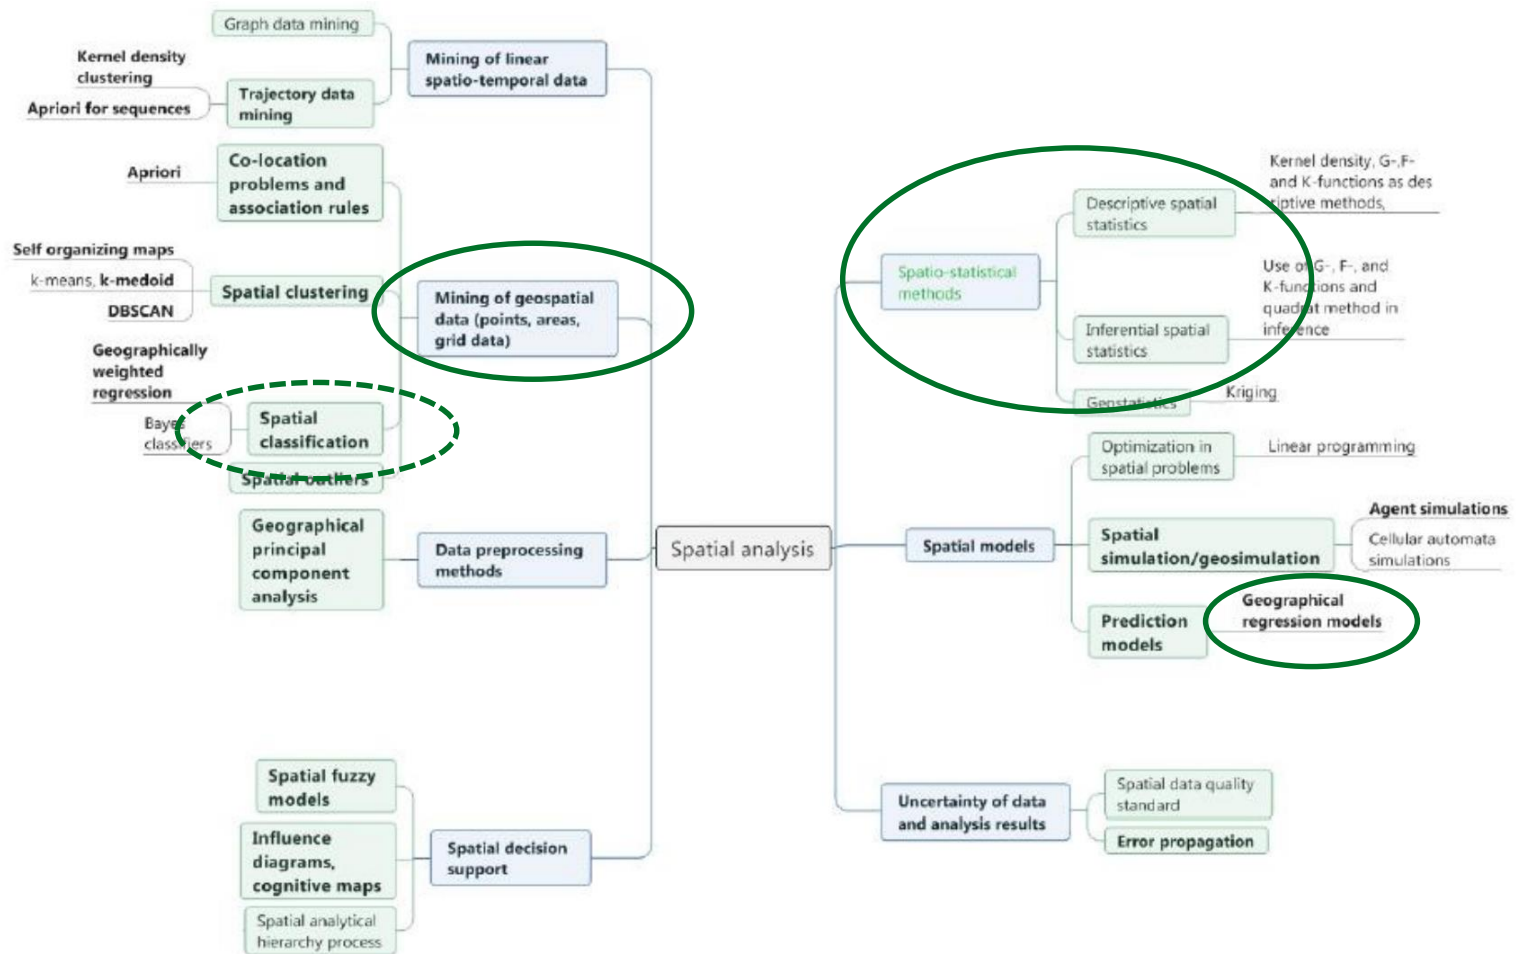 Graph data mining
Mining of linear
spatio-temporal data
Kernel density
clustering
Apriori for sequences
Trajectory data
mining
Apriori
Co-location
problems and
association rules
Self organizing maps
k-means, k-medoid
DBSCAN
Spatial clustering
Mining of geospatial
data (points, areas,
grid data)
Geographically
weighted
regression
Bayes
classifiers
Spatial
classification
Spatial outliers
Geographical
principal
component
analysis
Data preprocessing
methods
Spatial analysis
Spatial fuzzy
models
Influence
diagrams,
cognitive maps
Spatial analytical
hierarchy process
Spatial decision
support
Spatio-statistical
methods
Descriptive spatial
statistics
Kernel density, G-,F-
and K-functions as des
riptive methods,
Inferential spatial
statistics
Use of G-, F-, and
K-functions and
quadrat method in
inference
Geostatistics
Kriging
Spatial models
Optimization in
spatial problems
Linear programming
Spatial
simulation/geosimulation
Agent simulations
Cellular automata
simulations
Prediction
models
Geographical
regression models
Uncertainty of data
and analysis results
Spatial data quality
standard
Error propagation